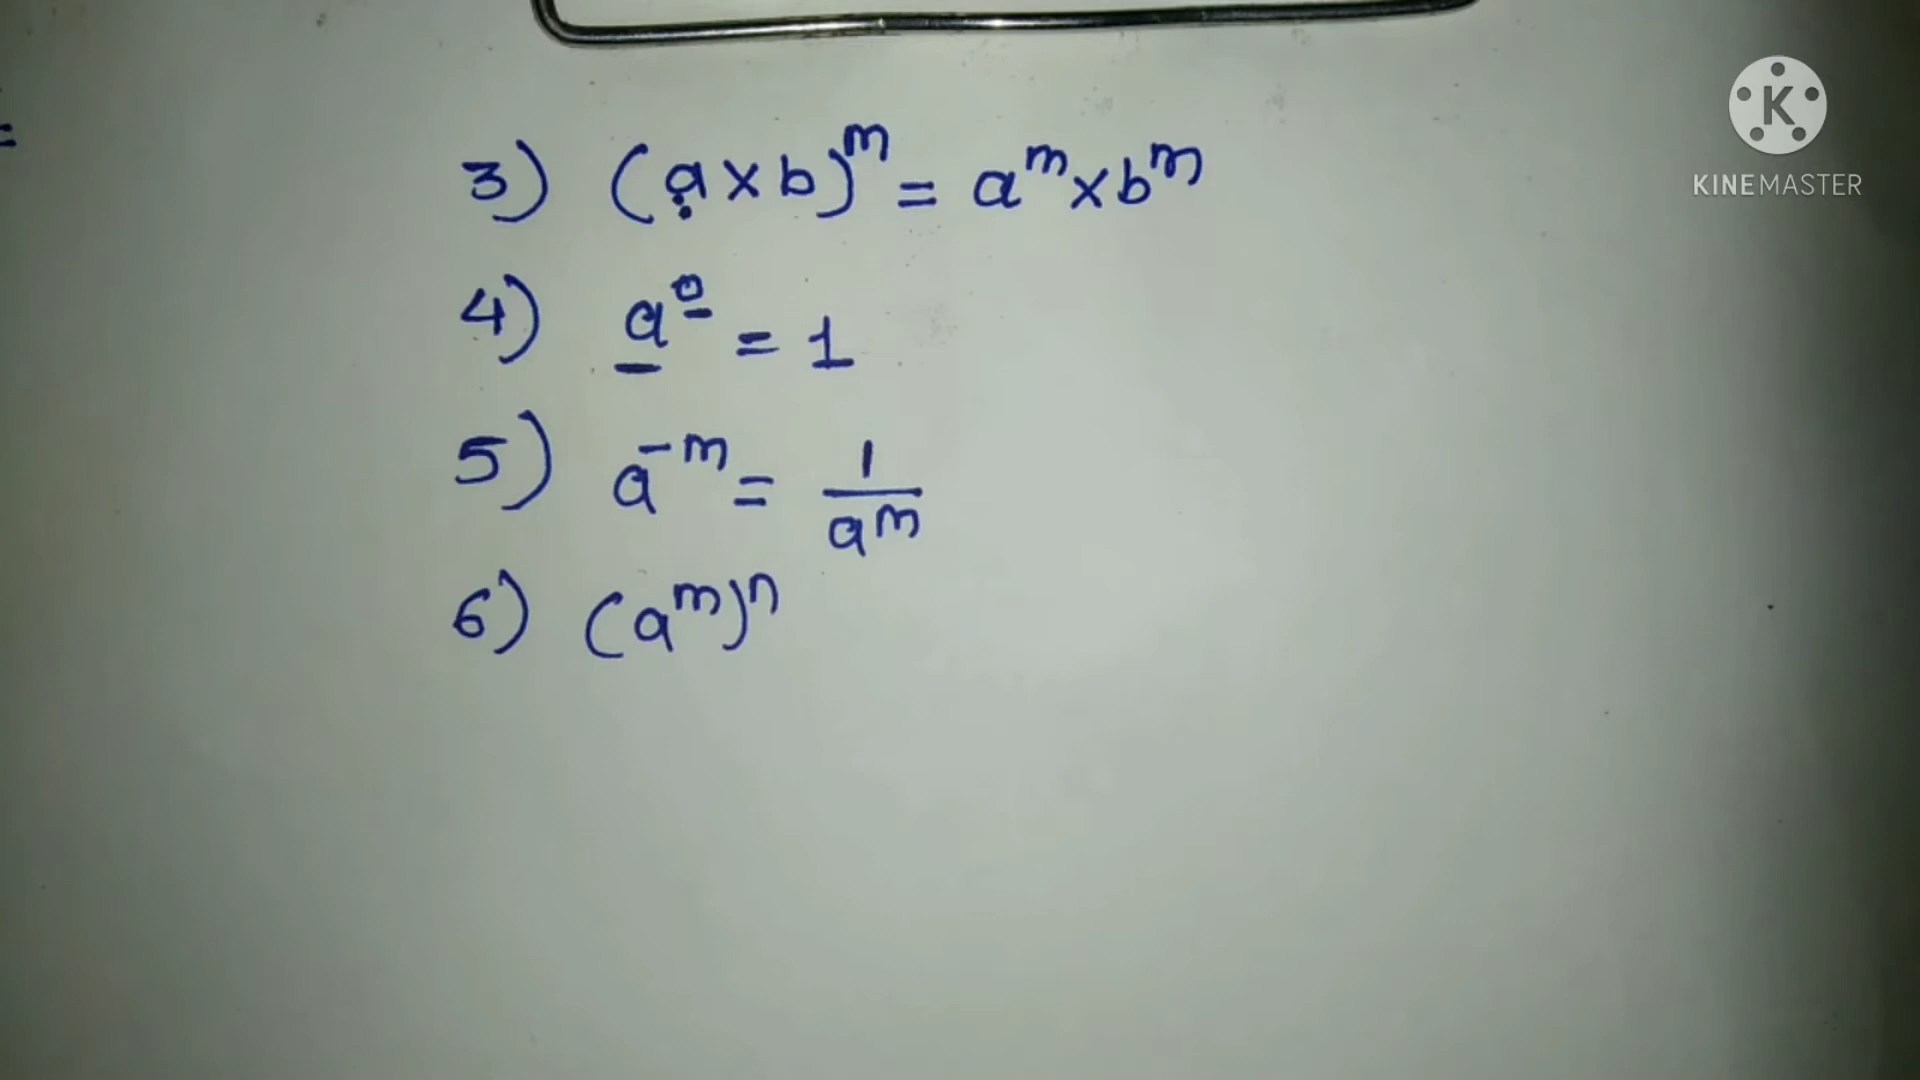 =
3) (a×b)^m = a^m×b^m
4) a^0 = 1
5) a^-m = 1/a^m
6) (a^m)^n
K
KINEMASTER